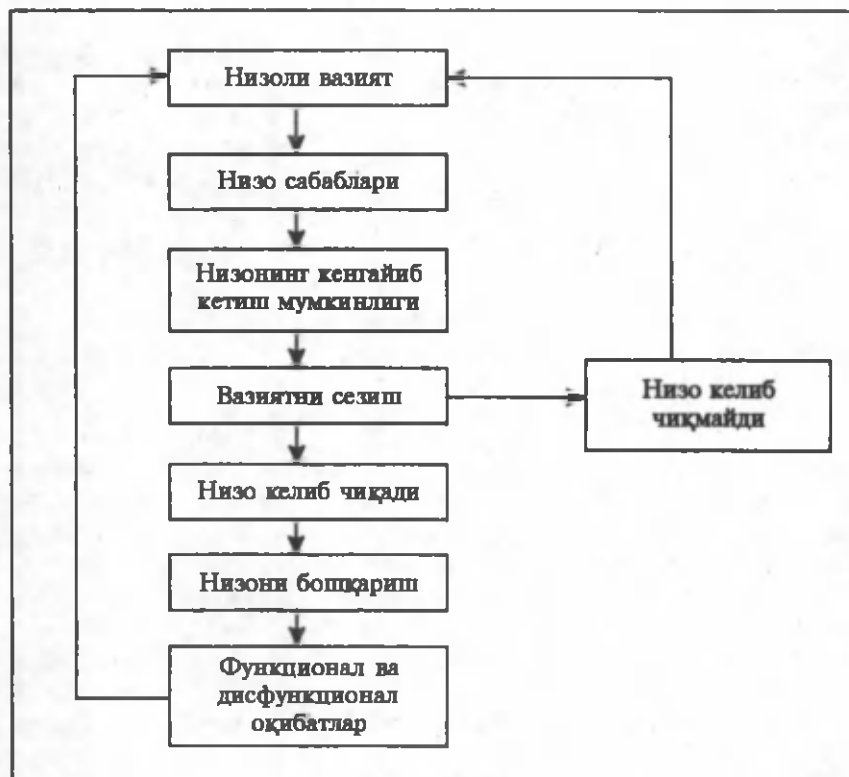 Низоли вазият
Низо сабаблари
Низонинг кенгайиб
кетиш мумкинлиги
Вазиятни сезиш
Низо келиб
чиқмайди
Низо келиб чиқади
Низони бошқариш
Функционал ва
дисфункционал
оқибатлар